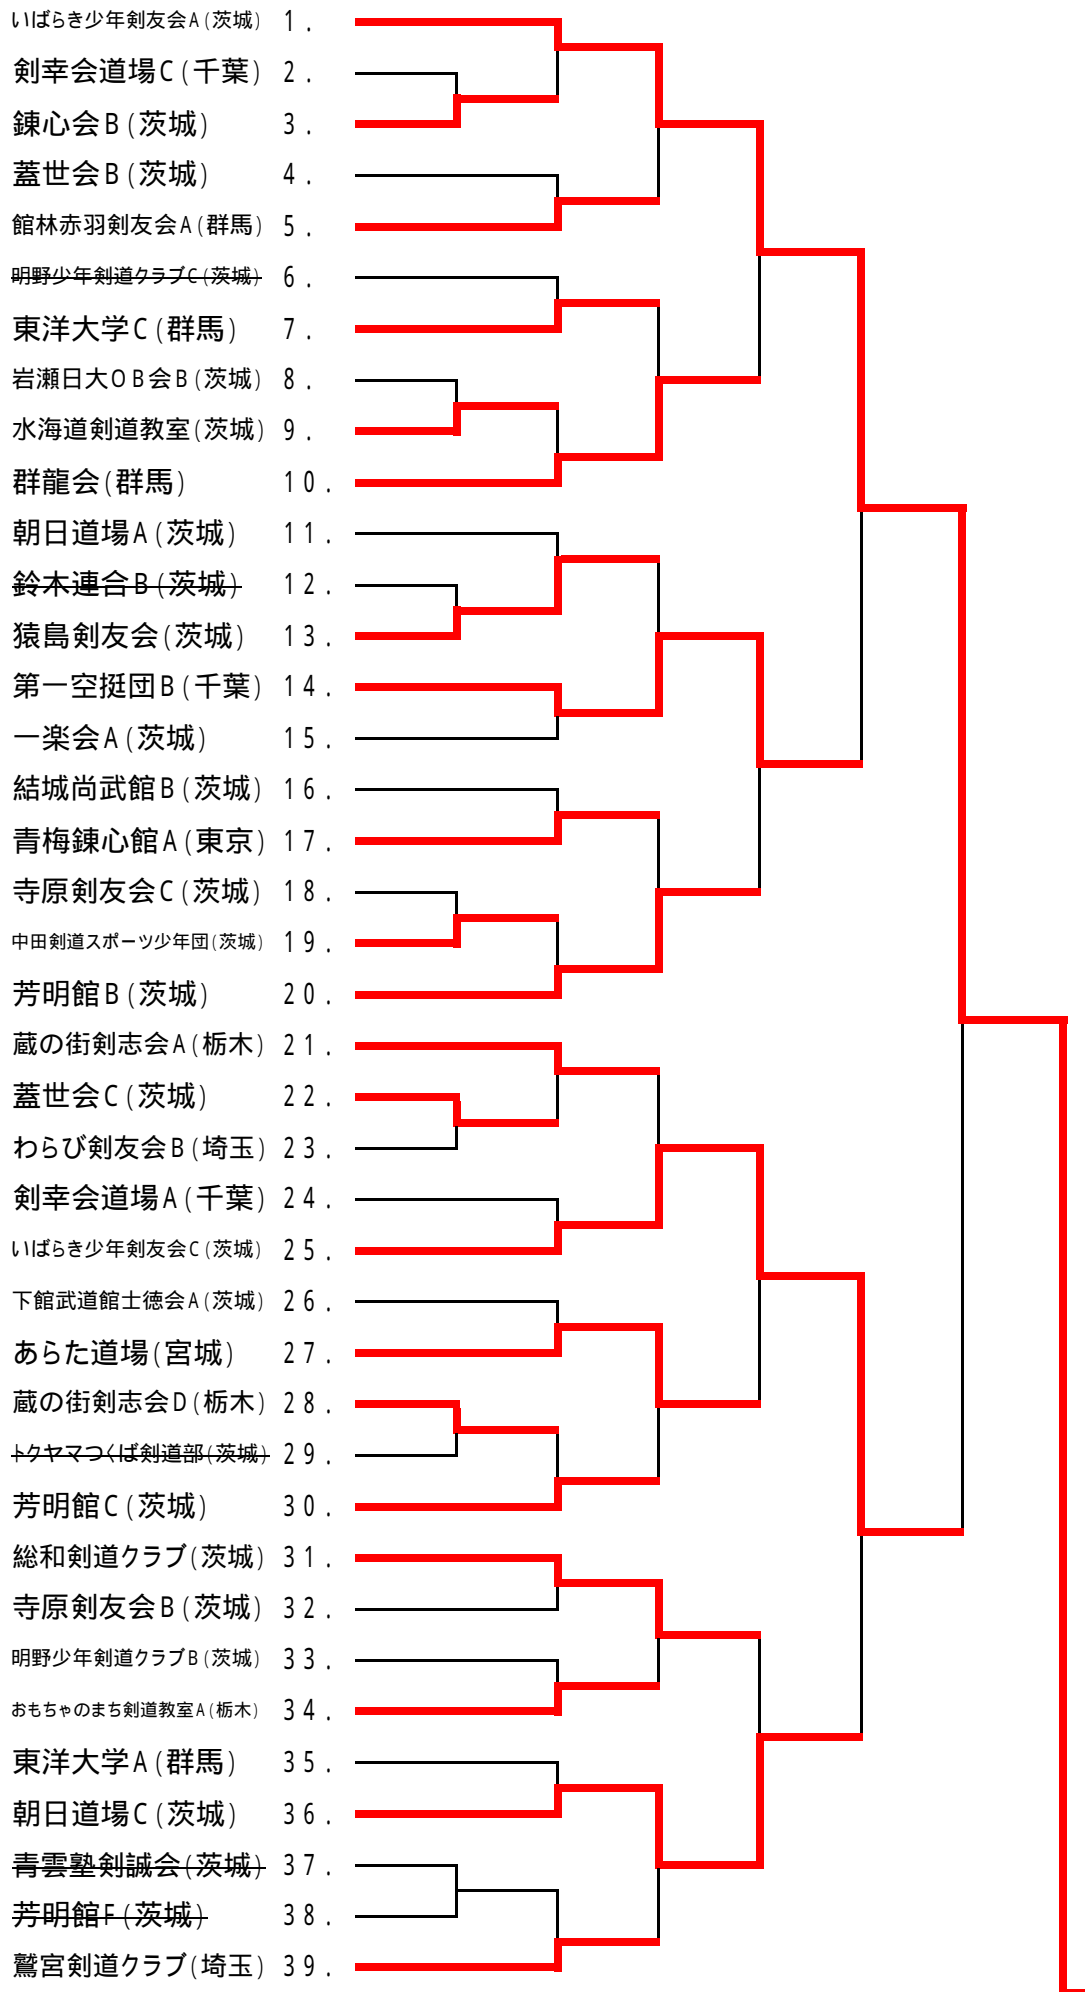 いばらき少年剣友会A(茨城) 1.
剣幸会道場C(千葉) 2.
錬心会B(茨城) 3.
蓋世会B(茨城) 4.
館林赤羽剣友会A(群馬) 5.
明野少年剣道クラブC(茨城) 6.
東洋大学C(群馬) 7.
岩瀬日大OB会B(茨城) 8.
水海道剣道教室(茨城) 9.
群龍会(群馬) 10.
朝日道場A(茨城) 11.
鈴木連合B(茨城) 12.
猿島剣友会(茨城) 13.
第一空挺団B(千葉) 14.
一楽会A(茨城) 15.
結城尚武館B(茨城) 16.
青梅錬心館A(東京) 17.
寺原剣友会C(茨城) 18.
中田剣道スポーツ少年団(茨城) 19.
芳明館B(茨城) 20.
蔵の街剣志会A(栃木) 21.
蓋世会C(茨城) 22.
わらび剣友会B(埼玉) 23.
剣幸会道場A(千葉) 24.
いばらき少年剣友会C(茨城) 25.
下館武道館士徳会A(茨城) 26.
あらた道場(宮城) 27.
蔵の街剣志会D(栃木) 28.
トクヤマつくば剣道部(茨城) 29.
芳明館C(茨城) 30.
総和剣道クラブ(茨城) 31.
寺原剣友会B(茨城) 32.
明野少年剣道クラブB(茨城) 33.
おもちゃのまち剣道教室A(栃木) 34.
東洋大学A(群馬) 35.
朝日道場C(茨城) 36.
青雲塾剣誠会(茨城) 37.
芳明館F(茨城) 38.
鷲宮剣道クラブ(埼玉) 39.